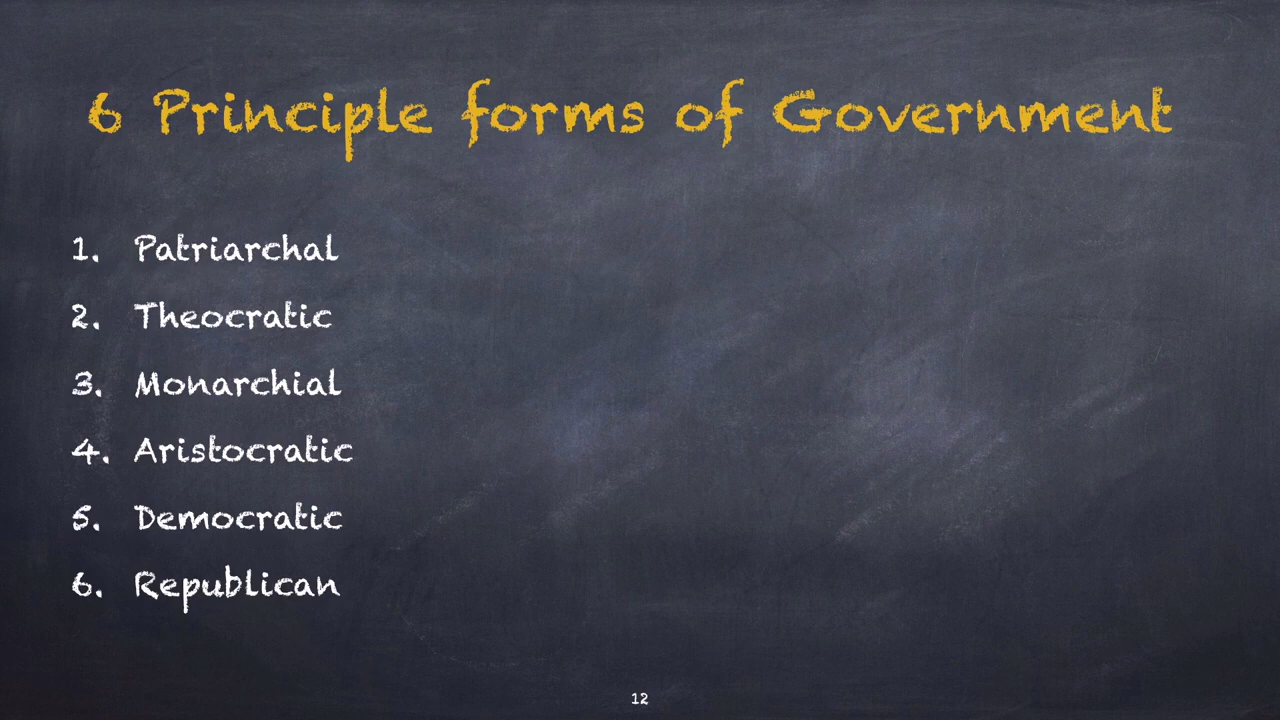 6 Principle forms of Government
1. Patriarchal
2. Theocratic
3. Monarchial
4. Aristocratic
5. Democratic
6. Republican
12